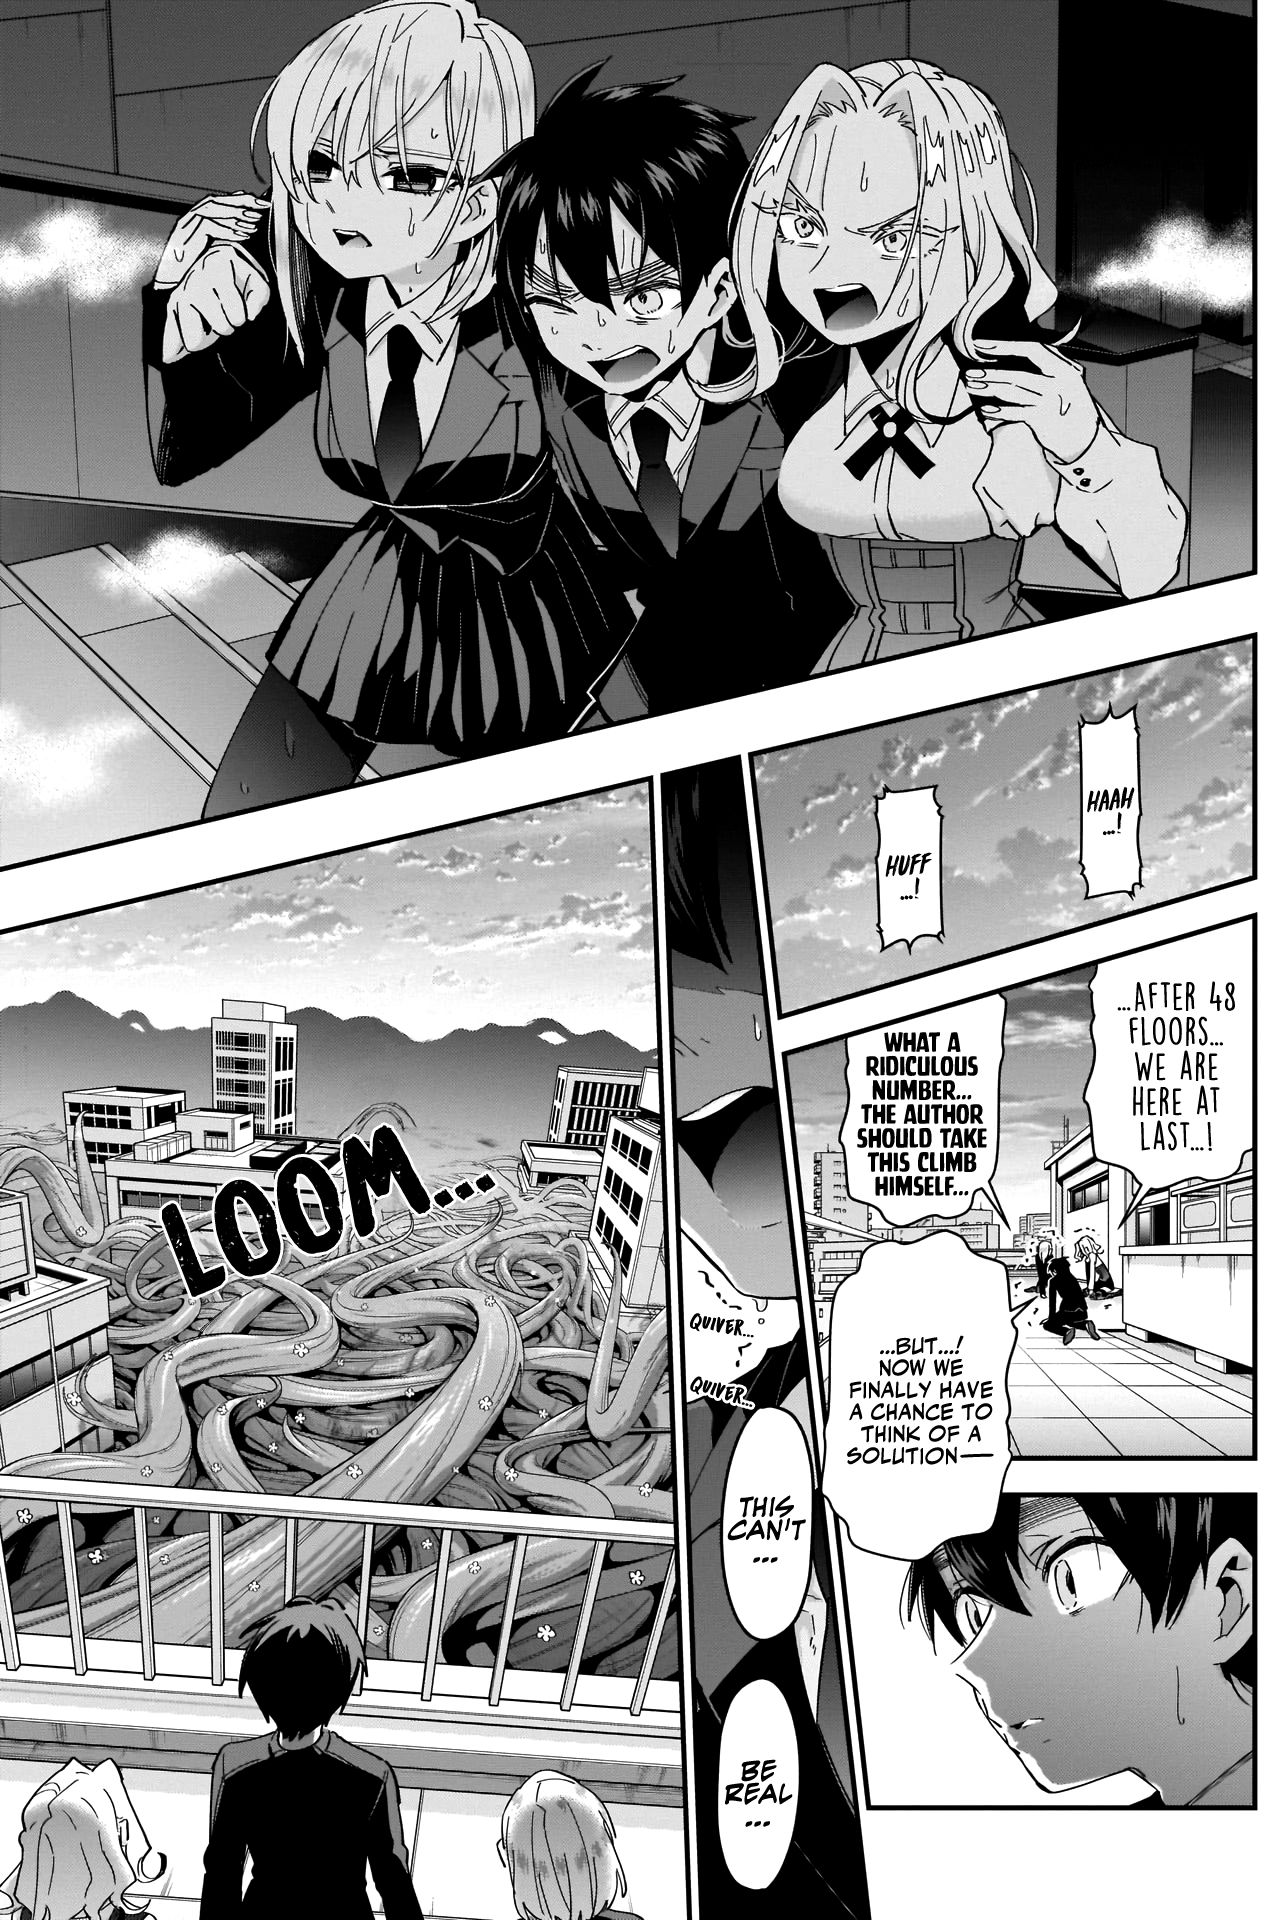 HAAH
...!
HUFF
...!
...AFTER 48
FLOORS...
WE ARE
HERE AT
LAST...!
WHAT A
RIDICULOUS
NUMBER...
THE AUTHOR
SHOULD TAKE
THIS CLIMB
HIMSELF...
...BUT...!
NOW WE
FINALLY HAVE
A CHANCE TO
THINK OF A
SOLUTION—
QUIVER...
QUIVER...
THIS
CAN'T
...
BE
REAL
...
LOOM...